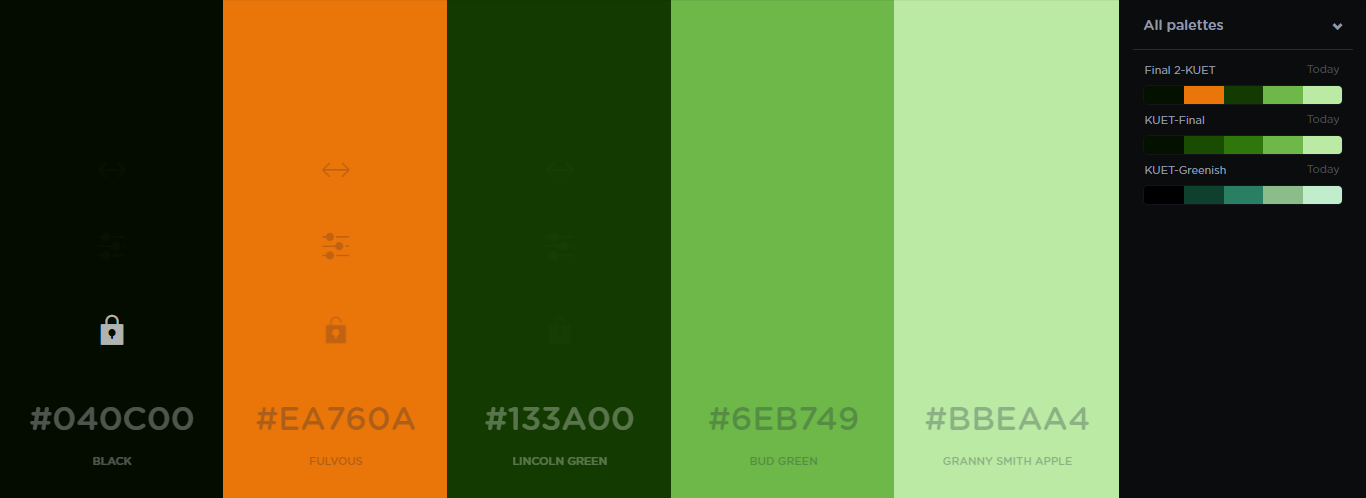 #040C00
BLACK
#EA760A
FULVOUS
#133A00
LINCOLN GREEN
#6EB749
BUD GREEN
#BBEAA4
GRANNY SMITH APPLE
All palettes
Final 2-KUET Today
KUET-Final Today
KUET-Greenish Today